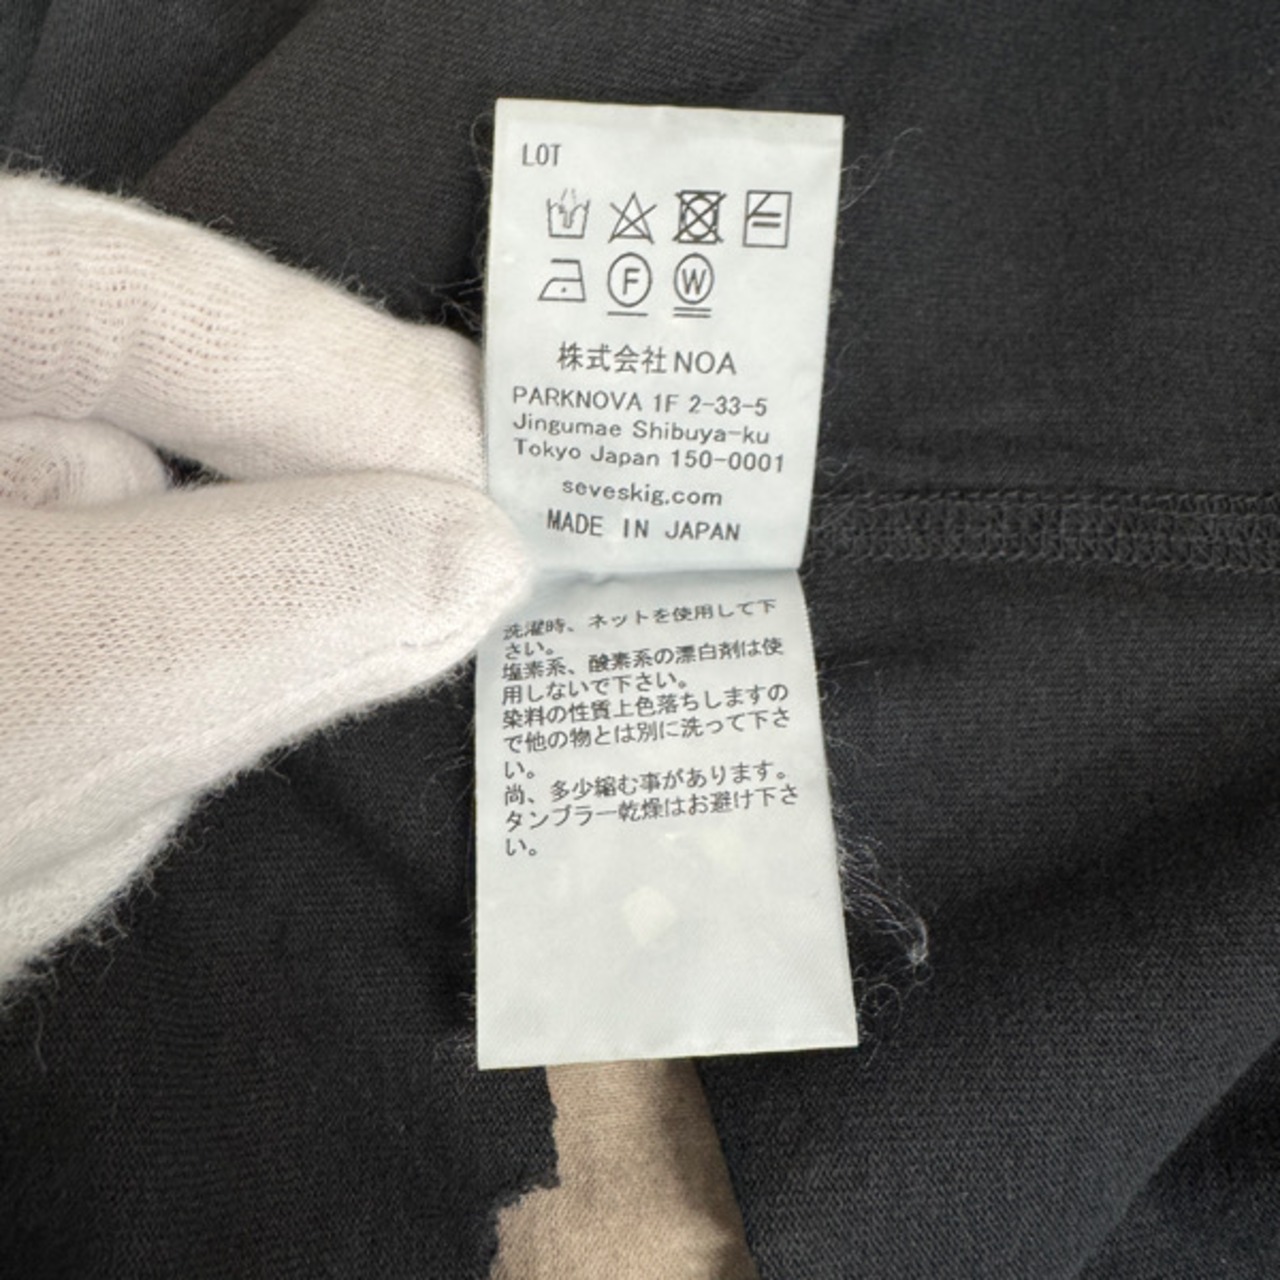 LOT
F W
株式会社NOA
PARKNOVA 1F 2-33-5
Jingumae Shibuya-ku
Tokyo Japan 150-0001
seveskig.com
MADE IN JAPAN
洗濯時、ネットを使用して下
さい。
塩素系、酸素系の漂白剤は使
用しないで下さい。
染料の性質上色落ちしますの
で他の物とは別に洗って下さ
い。
尚、多少縮む事があります。
タンブラー乾燥はお避け下さ
い。